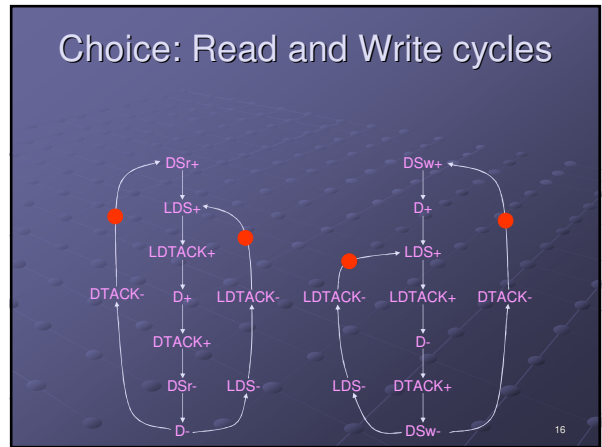 Choice: Read and Write cycles
DSr+
LDS+
LDTACK+
DTACK- D+ LDTACK-
DTACK+
DSr- LDS-
D-
DSw+
D+
LDS+
LDTACK- LDTACK+ DTACK-
D-
LDS- DTACK+
DSw-
16